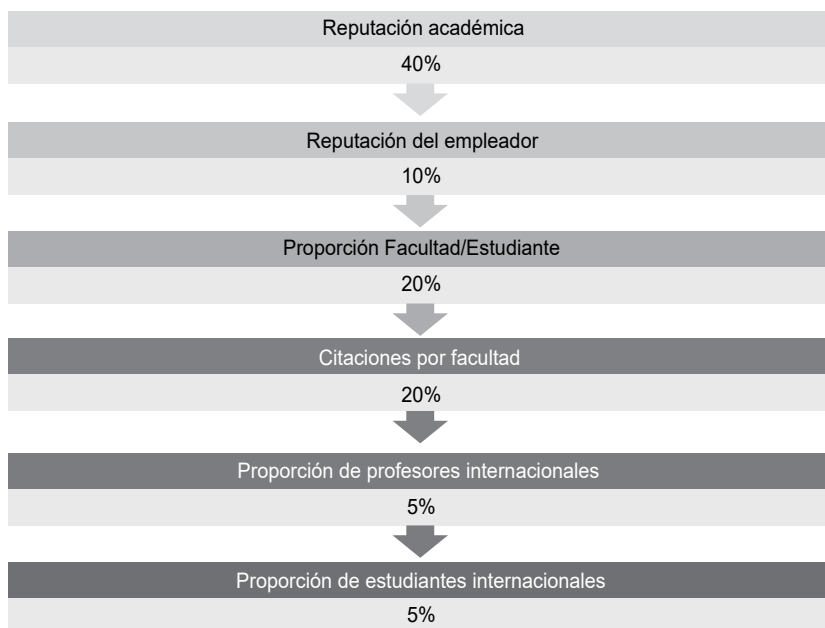 Reputación académica
40%
Reputación del empleador
10%
Proporción Facultad/Estudiante
20%
Citaciones por facultad
20%
Proporción de profesores internacionales
5%
Proporción de estudiantes internacionales
5%